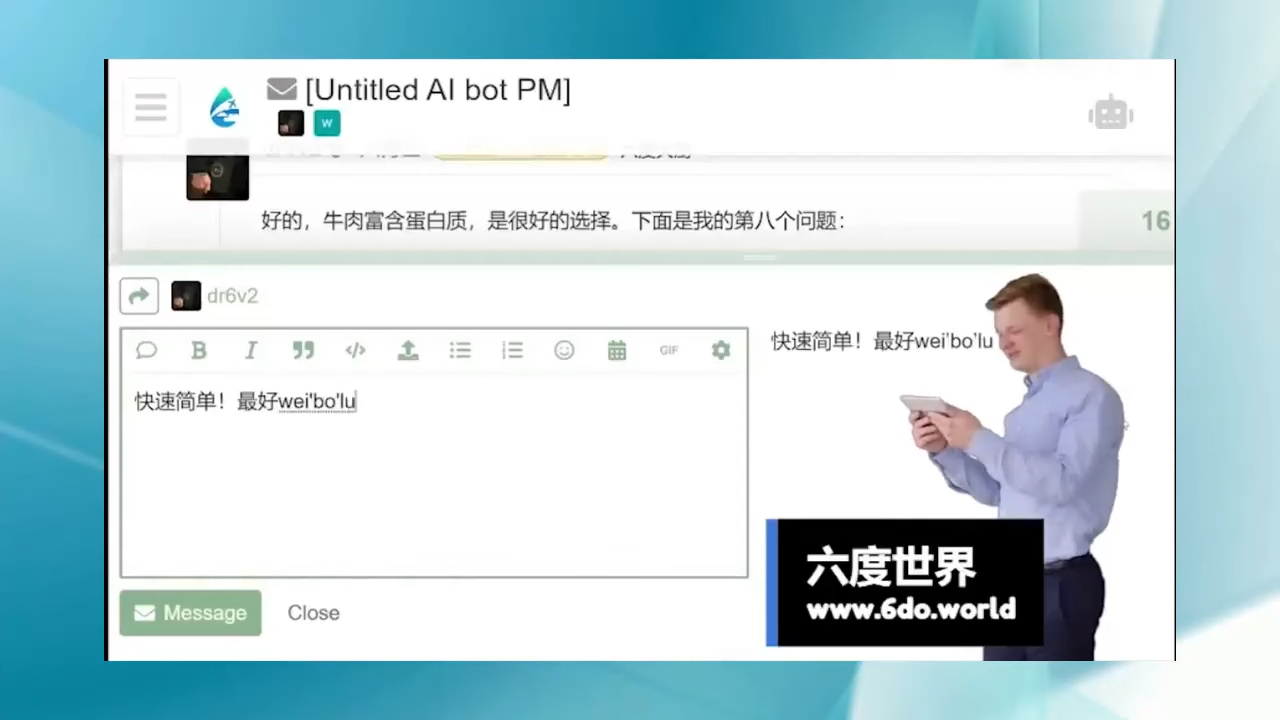 [Untitled AI bot PM]
W
好的，牛肉富含蛋白质，是很好的选择。下面是我的第八个问题：
16
dr6v2
GIF
快速简单！最好wei'bo'lu
快速简单！最好wei'bo'lu
Message
Close
六度世界
www.6do.world